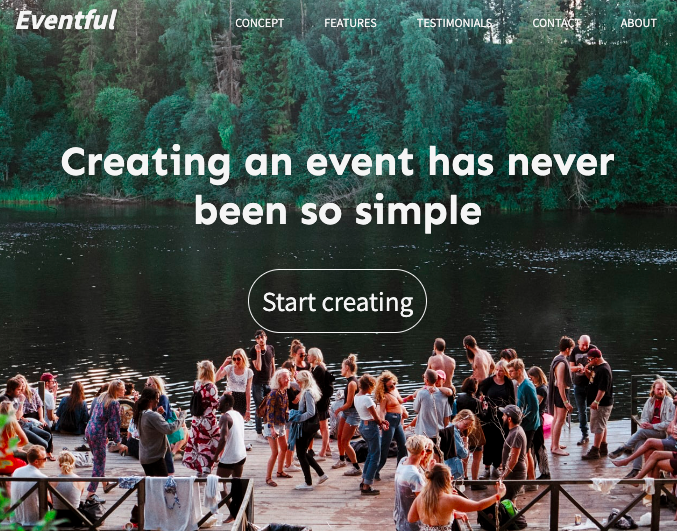 Eventful CONCEPT FEATURES TESTIMONIALS CONTACT ABOUT
Creating an event has never
been so simple
Start creating